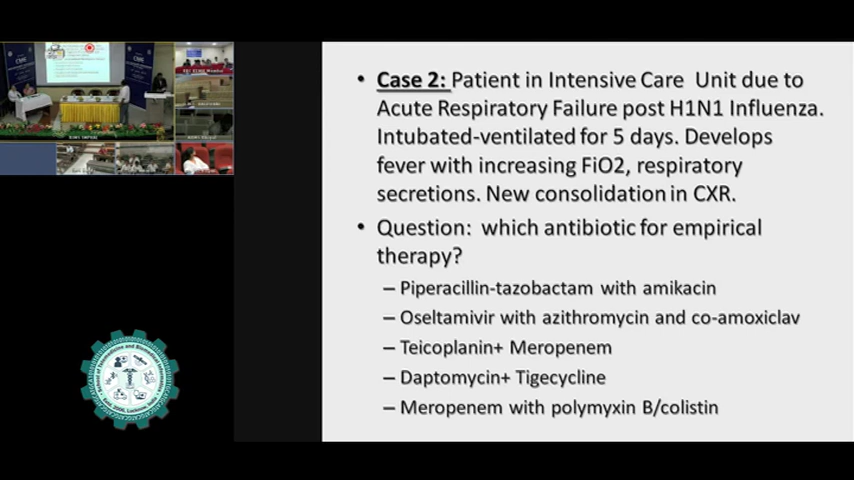 • Case 2: Patient in Intensive Care Unit due to
Acute Respiratory Failure post H1N1 Influenza.
Intubated-ventilated for 5 days. Develops
fever with increasing FiO2, respiratory
secretions. New consolidation in CXR.
• Question: which antibiotic for empirical
therapy?
– Piperacillin-tazobactam with amikacin
– Oseltamivir with azithromycin and co-amoxiclav
– Teicoplanin+ Meropenem
– Daptomycin+ Tigecycline
– Meropenem with polymyxin B/colistin